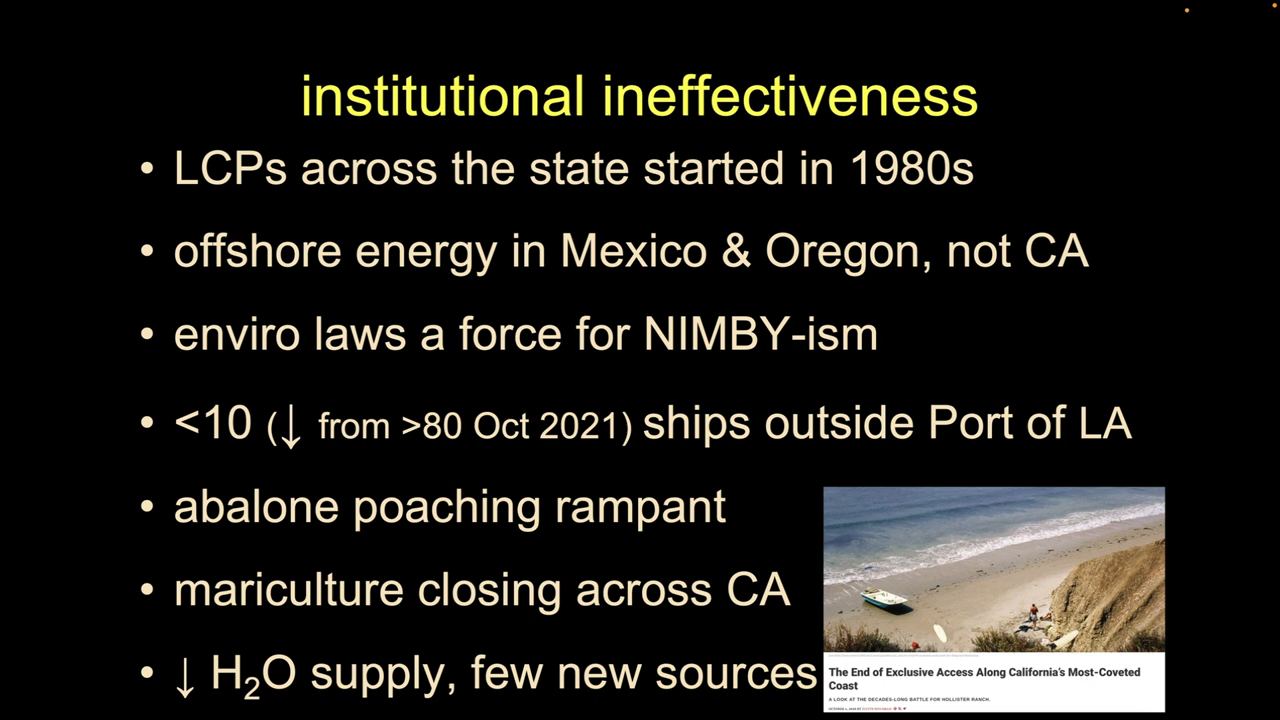 institutional ineffectiveness
• LCPs across the state started in 1980s
• offshore energy in Mexico & Oregon, not CA
• enviro laws a force for NIMBY-ism
• <10 (↓ from >80 Oct 2021) ships outside Port of LA
• abalone poaching rampant
• mariculture closing across CA
• ↓ H₂O supply, few new sources
The End of Exclusive Access Along California's Most-Coveted
Coast
A LOOK AT THE DECADES-LONG BATTLE FOR HOLLISTER RANCH.